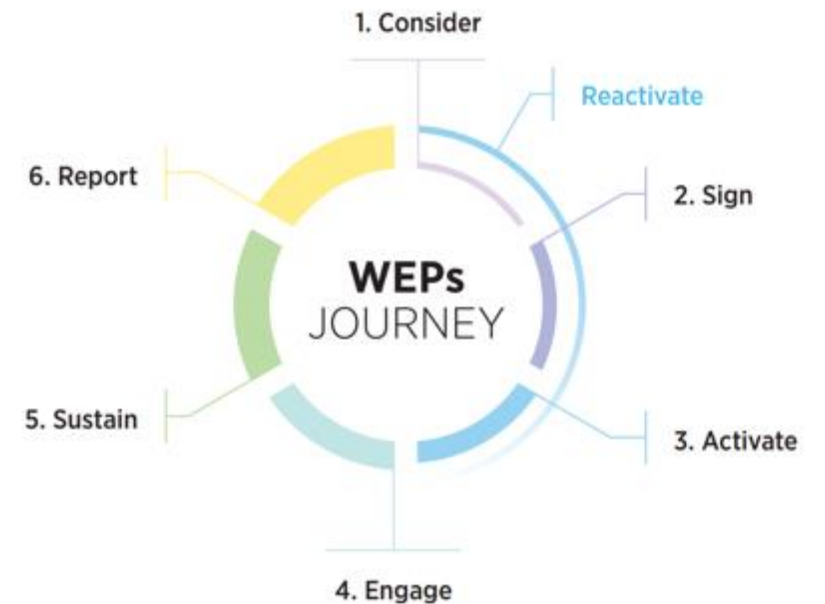 1. Consider
Reactivate
2. Sign
3. Activate
4. Engage
5. Sustain
6. Report
WEPs
JOURNEY